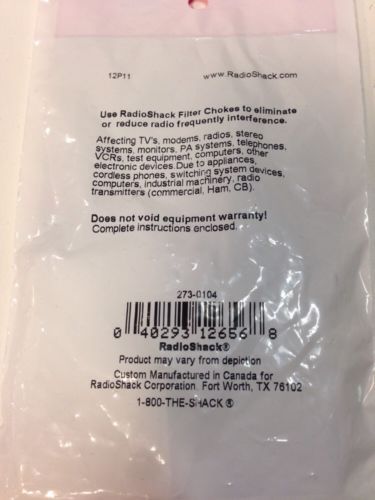 12P11 www.RadioShack.com
Use RadioShack Filter Chokes to eliminate
or reduce radio frequently interference.
Affecting TV's, modems, radios, stereo
systems, monitors, PA systems, telephones,
VCRs, test equipment, computers, other
electronic devices.Due to appliances,
cordless phones, switching system devices,
computers, industrial machinery, radio
transmitters (commercial, Ham, CB).
Does not void equipment warranty!
Complete instructions enclosed.
273-0104
0 40293 12656 8
RadioShack®
Product may vary from depiction
Custom Manufactured in Canada for
RadioShack Corporation. Fort Worth, TX 76102
1-800-THE-SHACK ®